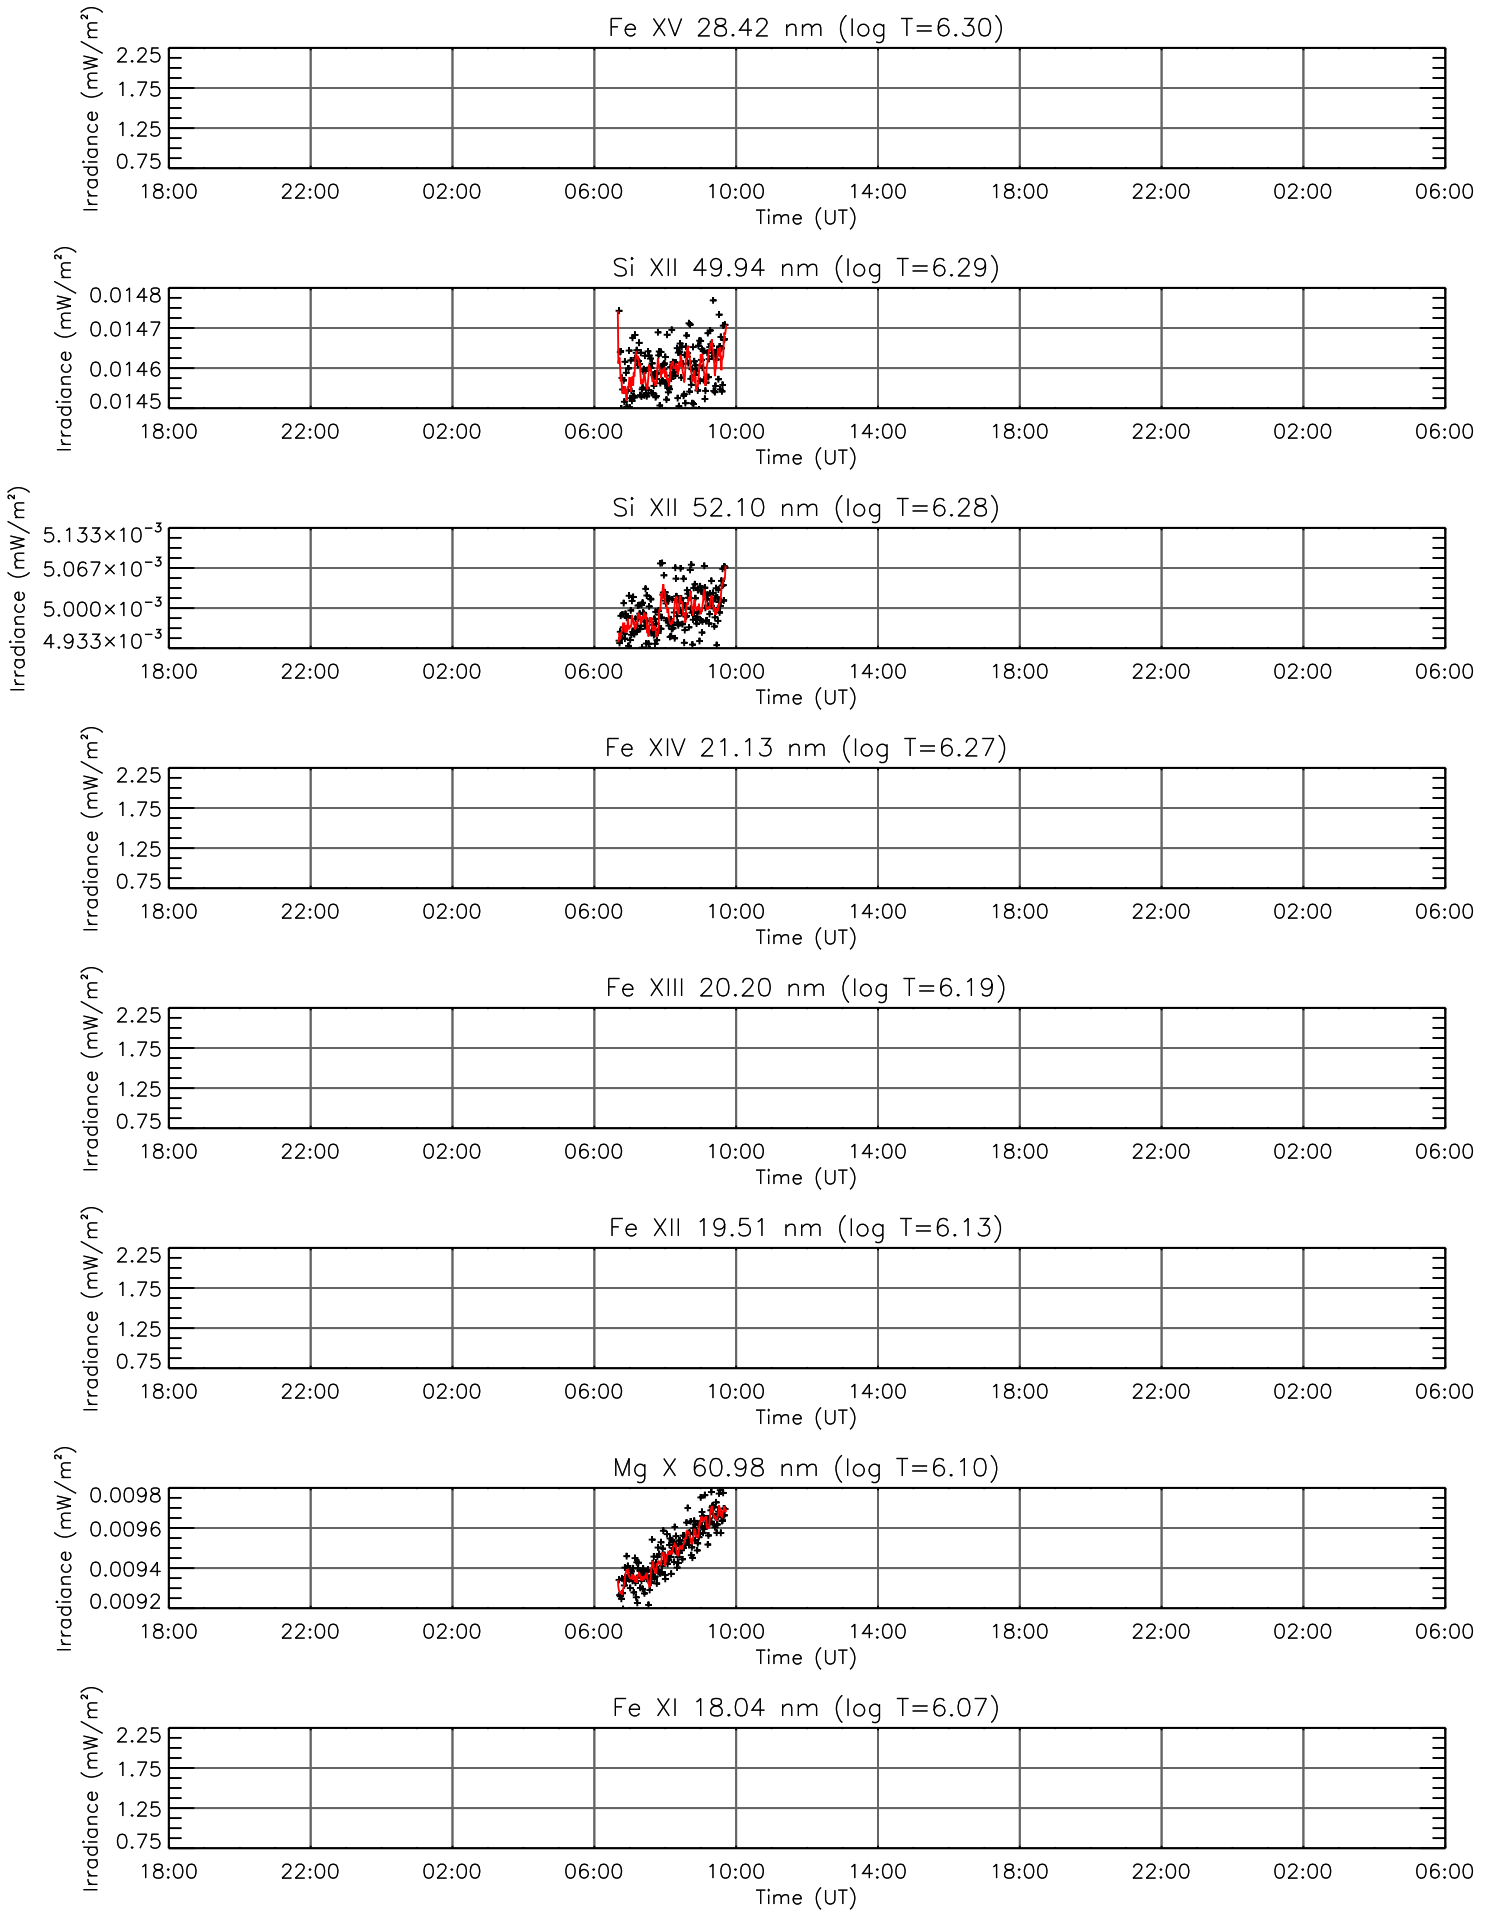 Fe XV 28.42 nm (log T=6.30)
Irradiance (mW/m²)
2.25
1.75
1.25
0.75
18:00 22:00 02:00 06:00 10:00 14:00 18:00 22:00 02:00 06:00
Time (UT)
Si XII 49.94 nm (log T=6.29)
Irradiance (mW/m²)
0.0148
0.0147
0.0146
0.0145
18:00 22:00 02:00 06:00 10:00 14:00 18:00 22:00 02:00 06:00
Time (UT)
Si XII 52.10 nm (log T=6.28)
Irradiance (mW/m²)
5.133×10⁻³
5.067×10⁻³
5.000×10⁻³
4.933×10⁻³
18:00 22:00 02:00 06:00 10:00 14:00 18:00 22:00 02:00 06:00
Time (UT)
Fe XIV 21.13 nm (log T=6.27)
Irradiance (mW/m²)
2.25
1.75
1.25
0.75
18:00 22:00 02:00 06:00 10:00 14:00 18:00 22:00 02:00 06:00
Time (UT)
Fe XIII 20.20 nm (log T=6.19)
Irradiance (mW/m²)
2.25
1.75
1.25
0.75
18:00 22:00 02:00 06:00 10:00 14:00 18:00 22:00 02:00 06:00
Time (UT)
Fe XII 19.51 nm (log T=6.13)
Irradiance (mW/m²)
2.25
1.75
1.25
0.75
18:00 22:00 02:00 06:00 10:00 14:00 18:00 22:00 02:00 06:00
Time (UT)
Mg X 60.98 nm (log T=6.10)
Irradiance (mW/m²)
0.0098
0.0096
0.0094
0.0092
18:00 22:00 02:00 06:00 10:00 14:00 18:00 22:00 02:00 06:00
Time (UT)
Fe XI 18.04 nm (log T=6.07)
Irradiance (mW/m²)
2.25
1.75
1.25
0.75
18:00 22:00 02:00 06:00 10:00 14:00 18:00 22:00 02:00 06:00
Time (UT)